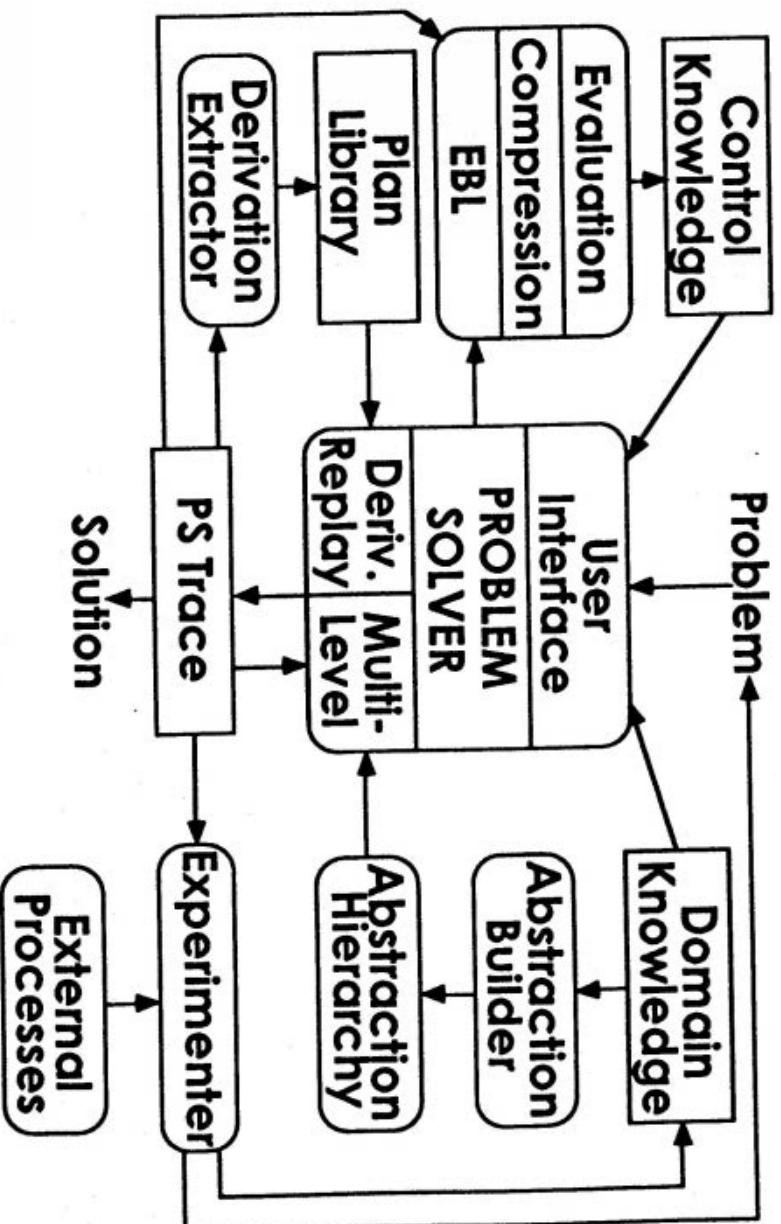 Problem
Control
Knowledge
Domain
Knowledge
Evaluation
Compression
EBL
User
Interface
PROBLEM
SOLVER
Deriv.
Replay
Multi-
Level
Abstraction
Builder
Plan
Library
Abstraction
Hierarchy
Derivation
Extractor
PS Trace
Experimenter
Solution
External
Processes